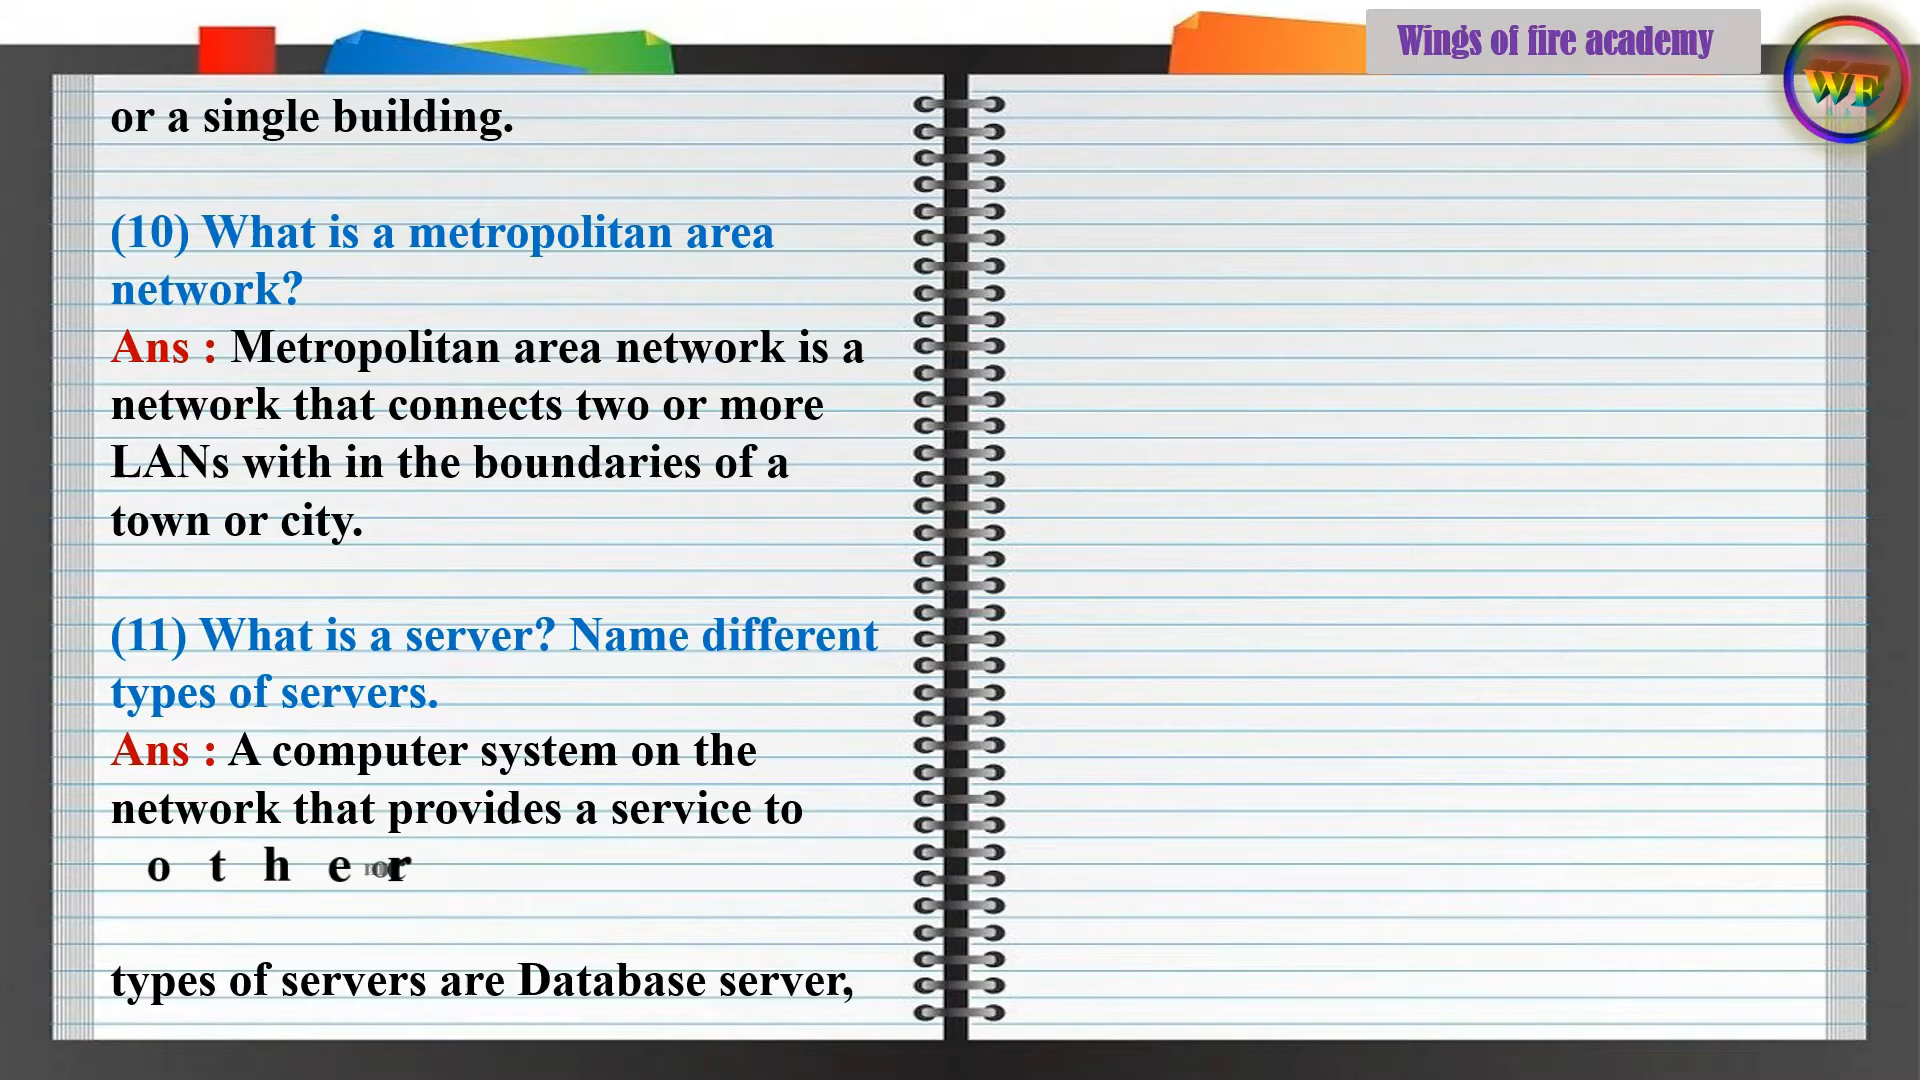 Wings of fire academy
WE
or a single building.
(10) What is a metropolitan area
network?
Ans : Metropolitan area network is a
network that connects two or more
LANs with in the boundaries of a
town or city.
(11) What is a server? Name different
types of servers.
Ans : A computer system on the
network that provides a service to
other
types of servers are Database server,